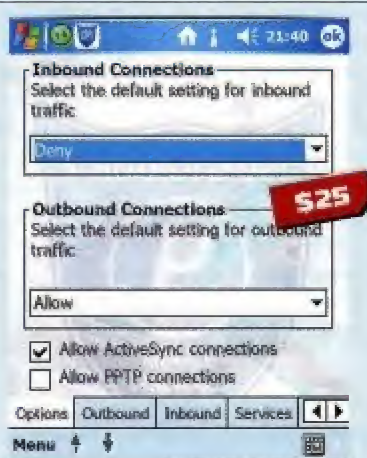 21:40 ok
Inbound Connections
Select the default setting for inbound
traffic
Deny
$25
Outbound Connections
Select the default setting for outbound
traffic
Allow
Allow ActiveSync connections
Allow PPTP connections
Options Outbound Inbound Services
Menu